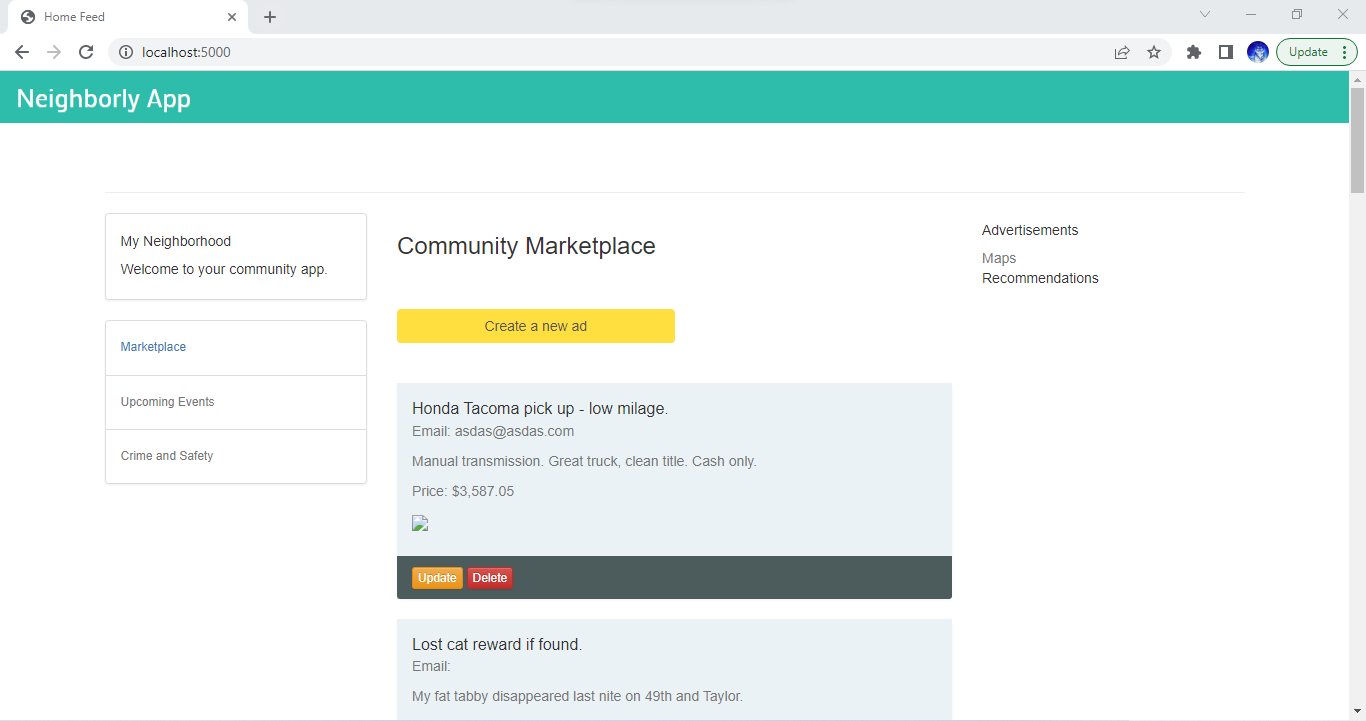 Home Feed
localhost:5000
Update
Neighborly App
My Neighborhood
Welcome to your community app.
Marketplace
Upcoming Events
Crime and Safety
Community Marketplace
Create a new ad
Honda Tacoma pick up - low milage.
Email: asdas@asdas.com
Manual transmission. Great truck, clean title. Cash only.
Price: $3,587.05
Update Delete
Lost cat reward if found.
Email:
My fat tabby disappeared last nite on 49th and Taylor.
Advertisements
Maps
Recommendations